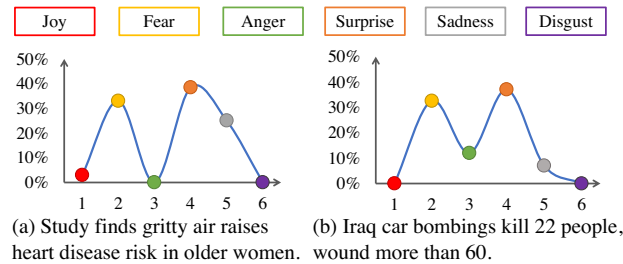 Joy Fear Anger Surprise Sadness Disgust
50%
40%
30%
20%
10%
0%
1 2 3 4 5 6
(a) Study finds gritty air raises
heart disease risk in older women.
50%
40%
30%
20%
10%
0%
1 2 3 4 5 6
(b) Iraq car bombings kill 22 people,
wound more than 60.